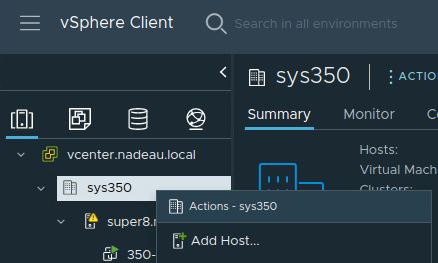 vSphere Client
Search in all environments
sys350
ACTIO
Summary
Monitor
Hosts:
vcenter.nadeau.local
Virtual Mach
sys350
Clusters:
Actions - sys350
super8.
Add Host...
350-